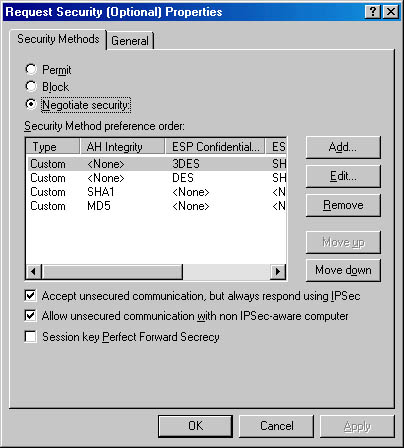 Request Security (Optional) Properties
Security Methods General
Permit
Block
Negotiate security:
Security Method preference order:
Type AH Integrity ESP Confidential... ES
Custom <None> 3DES SH
Custom <None> DES SH
Custom SHA1 <None> <N
Custom MD5 <None> <N
Add...
Edit...
Remove
Move up
Move down
Accept unsecured communication, but always respond using IPSec
Allow unsecured communication with non IPSec-aware computer
Session key Perfect Forward Secrecy
OK Cancel Apply